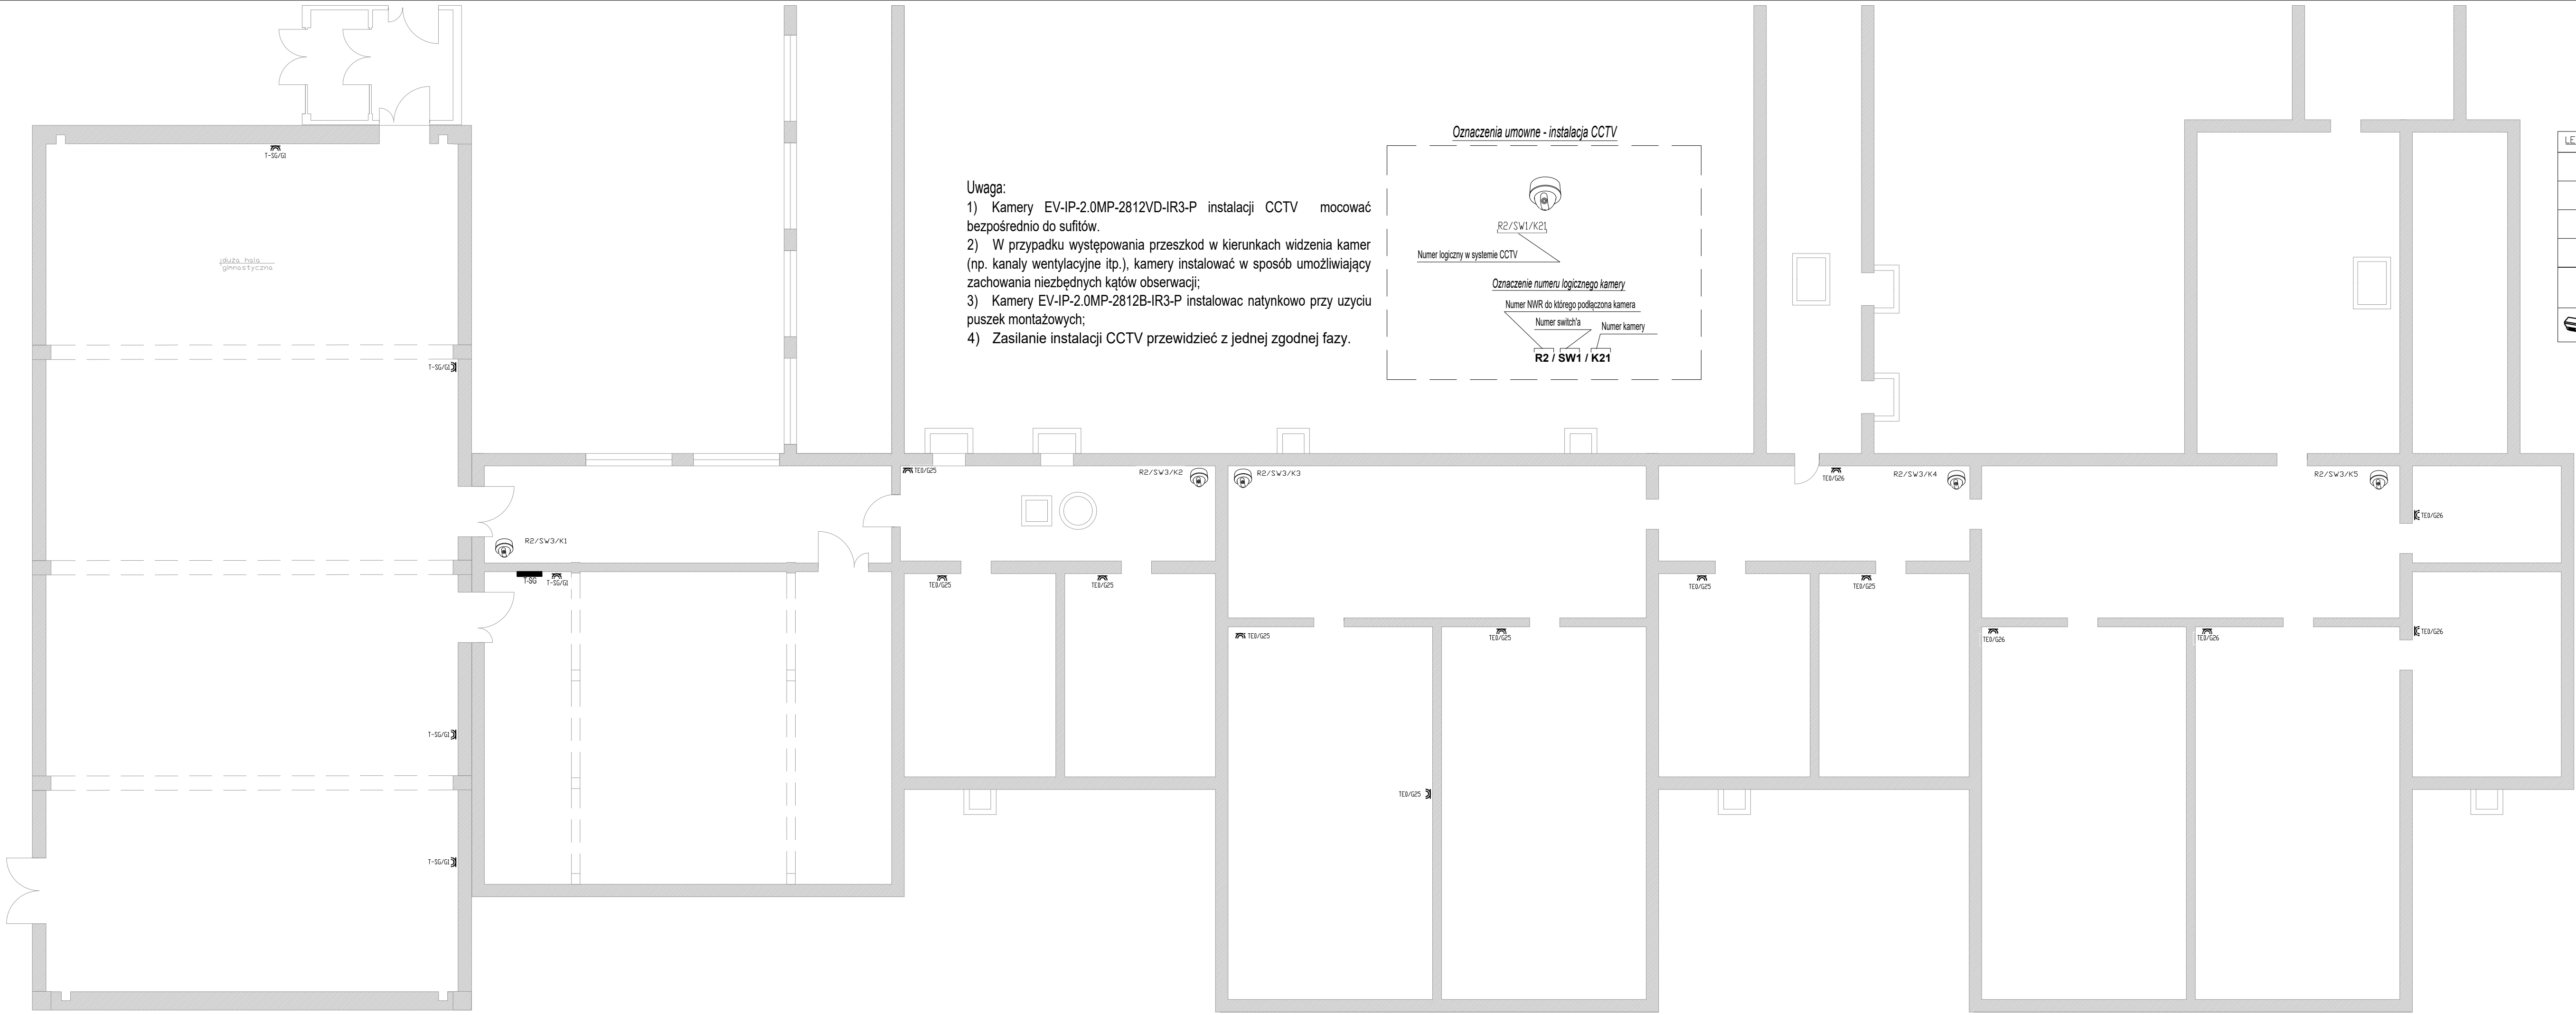 Oznaczenia umowne - instalacja CCTV
LE
T-SG/G1
Uwaga:
1) Kamery EV-IP-2.0MP-2812VD-IR3-P instalacji CCTV mocować
bezpośrednio do sufitów.
2) W przypadku występowania przeszkod w kierunkach widzenia kamer
(np. kanaly wentylacyjne itp.), kamery instalować w sposób umożliwiający
zachowania niezbędnych kątów obserwacji;
3) Kamery EV-IP-2.0MP-2812B-IR3-P instalowac natynkowo przy uzyciu
puszek montażowych;
4) Zasilanie instalacji CCTV przewidzieć z jednej zgodnej fazy.
R2/SW1/K21
Numer logiczny w systemie CCTV
Oznaczenie numeru logicznego kamery
Numer NWR do którego podłączona kamera
Numer switch'a
Numer kamery
R2 / SW1 / K21
duża hala
gimnastyczna
T-SG/G1
TE0/G25
R2/SW3/K2
R2/SW3/K3
TE0/G26
R2/SW3/K4
R2/SW3/K5
TE0/G26
R2/SW3/K1
T-SG
T-SG/G1
TE0/G25
TE0/G25
TE0/G25
TE0/G25
TE0/G25
TE0/G25
TE0/G26
TE0/G26
TE0/G26
T-SG/G1
TE0/G25
T-SG/G1